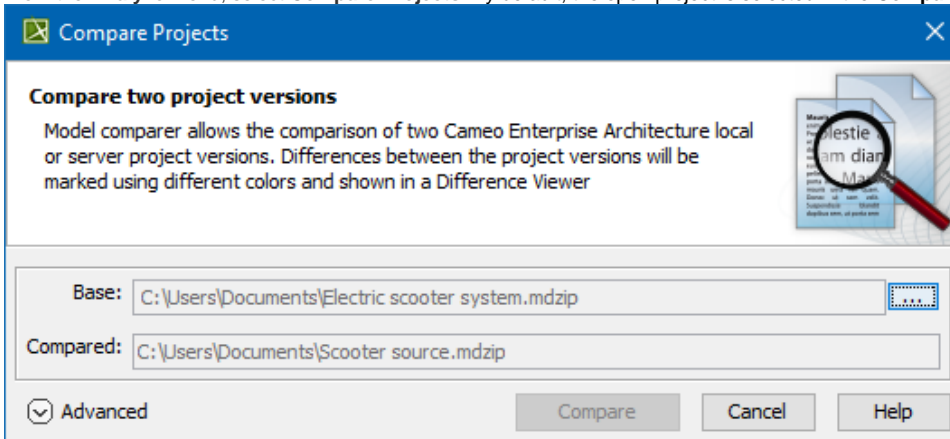 Compare Projects
Compare two project versions
Model comparer allows the comparison of two Cameo Enterprise Architecture local
or server project versions. Differences between the project versions will be
marked using different colors and shown in a Difference Viewer
Base: C:\Users\Documents\Electric scooter system.mdzip ...
Compared: C:\Users\Documents\Scooter source.mdzip
Advanced Compare Cancel Help